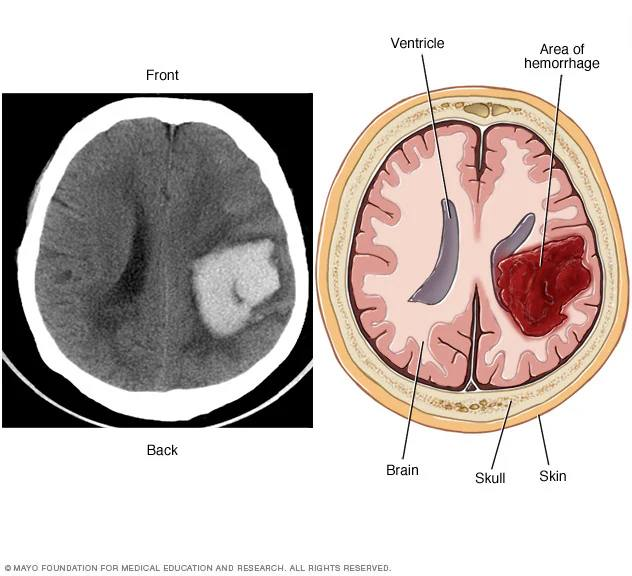 Front
Back
Ventricle
Area of
hemorrhage
Brain
Skull
Skin
© MAYO FOUNDATION FOR MEDICAL EDUCATION AND RESEARCH. ALL RIGHTS RESERVED.